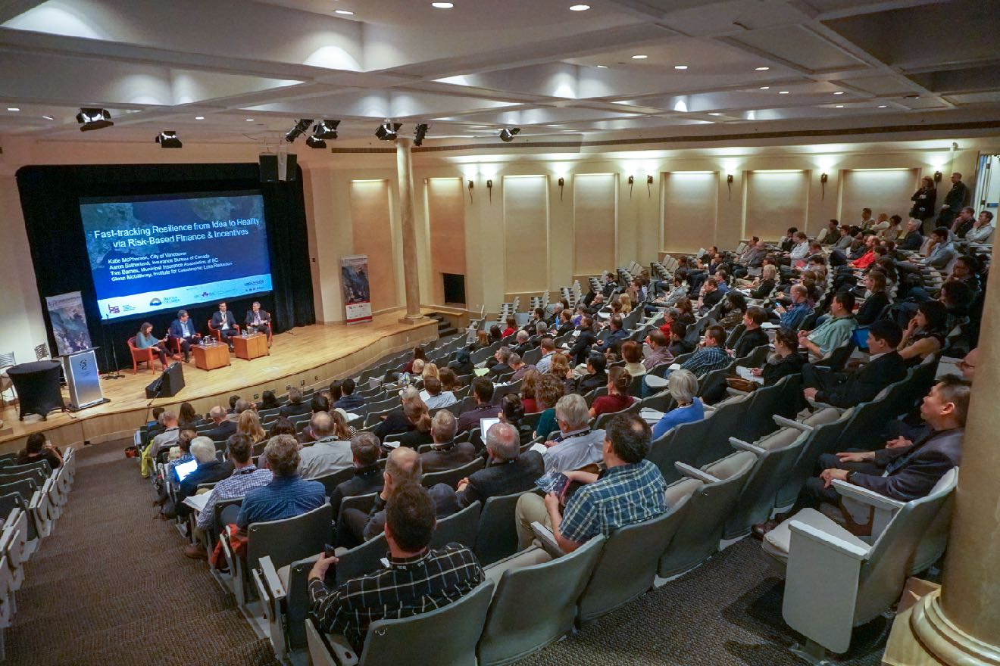 Fast-tracking Resilience from Idea to Reality
via Risk-Based Finance & Incentives
Katie McPherson, City of Vancouver
Aaron Sutherland, Insurance Bureau of Canada
Tom Barnes, Municipal Insurance Association of BC
Glenn McGillivray, Institute for Catastrophic Loss Reduction